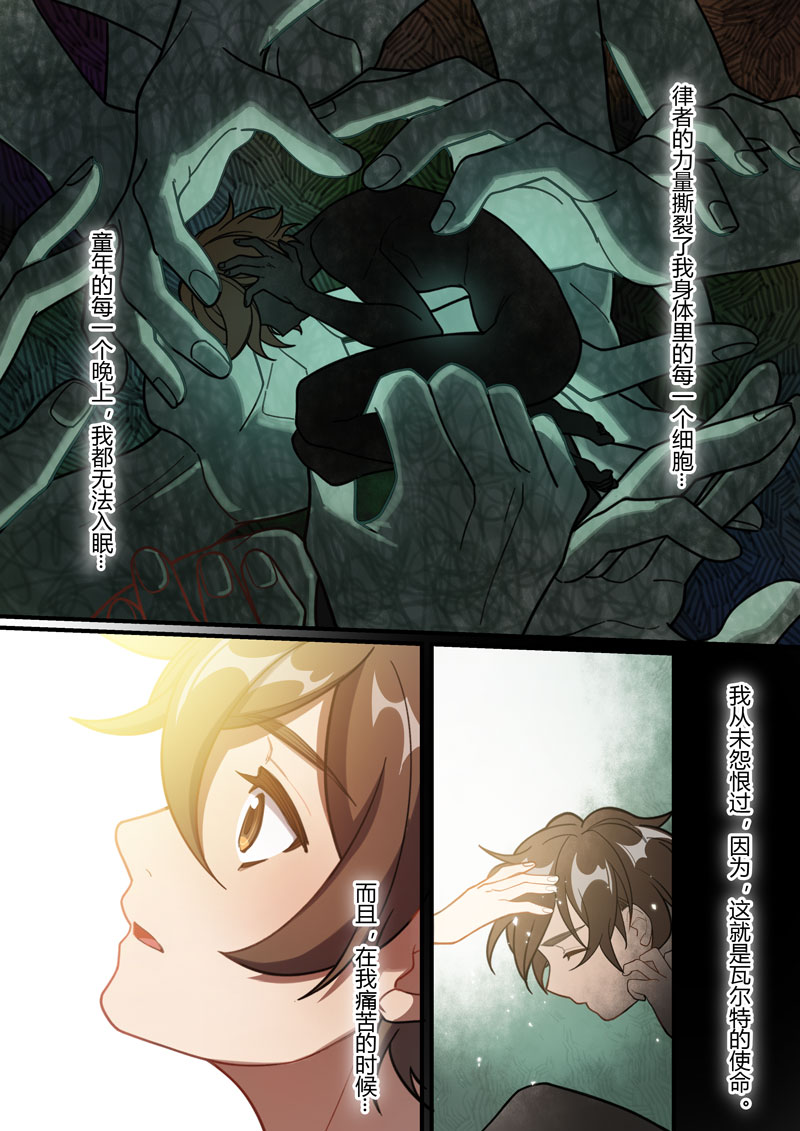 律者的力量撕裂了我身体里的每一个细胞…
童年的每一个晚上，我都无法入眠…
我从未怨恨过，因为，这就是瓦尔特的使命。
而且，在我痛苦的时候…